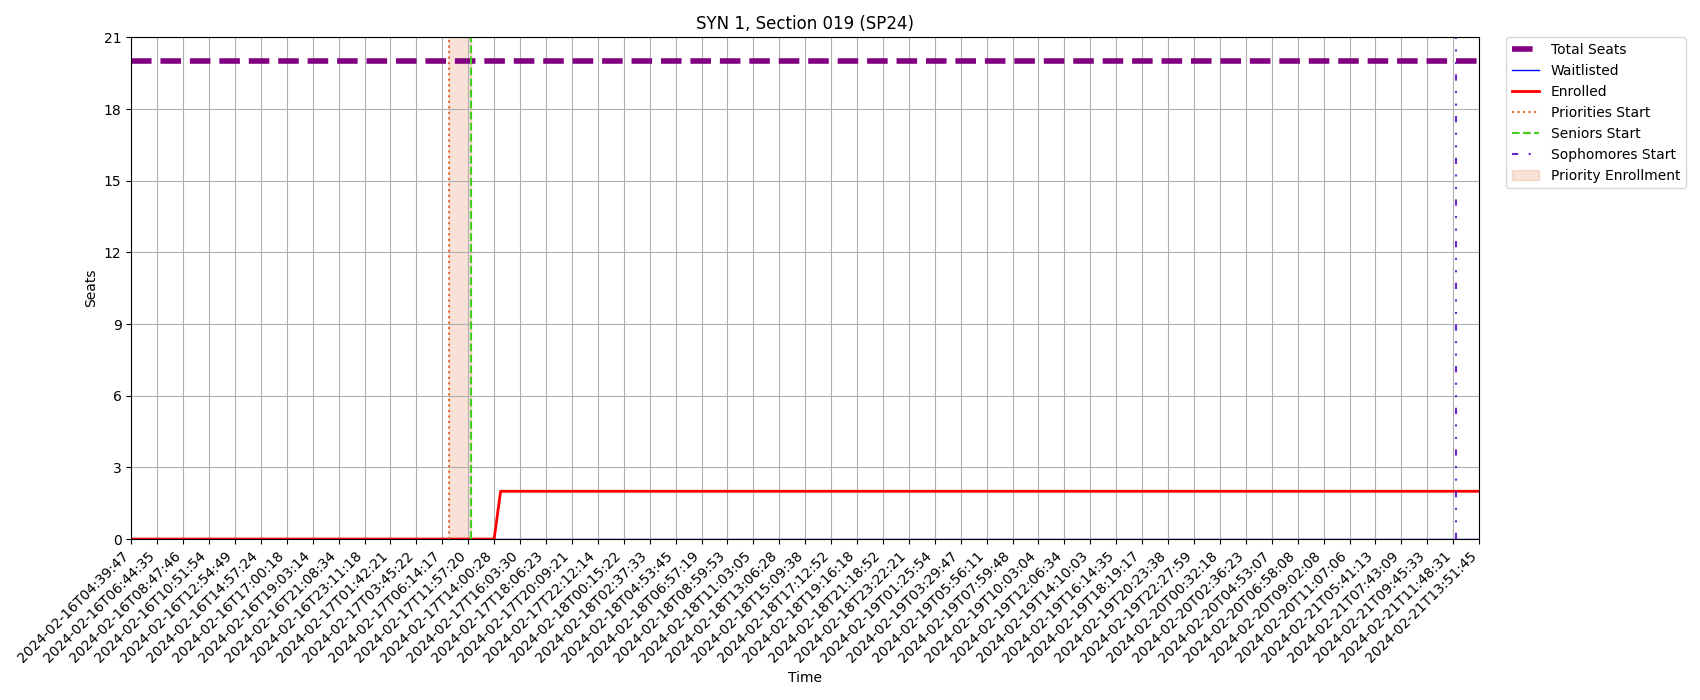 SYN 1, Section 019 (SP24)
21
18
15
12
9
6
3
0
Seats
Total Seats
Waitlisted
Enrolled
Priorities Start
Seniors Start
Sophomores Start
Priority Enrollment
2024-02-16T04:39:47
2024-02-16T06:44:35
2024-02-16T08:47:46
2024-02-16T10:51:54
2024-02-16T12:54:49
2024-02-16T14:57:24
2024-02-16T17:00:18
2024-02-16T19:03:14
2024-02-16T21:08:34
2024-02-16T23:11:18
2024-02-17T01:42:21
2024-02-17T03:45:22
2024-02-17T06:14:17
2024-02-17T11:57:20
2024-02-17T14:00:28
2024-02-17T16:03:30
2024-02-17T18:06:23
2024-02-17T20:09:21
2024-02-17T22:12:14
2024-02-18T00:15:22
2024-02-18T02:37:33
2024-02-18T04:53:45
2024-02-18T06:57:19
2024-02-18T08:59:53
2024-02-18T11:03:05
2024-02-18T13:06:28
2024-02-18T15:09:38
2024-02-18T17:12:52
2024-02-18T19:16:18
2024-02-18T21:18:52
2024-02-18T23:22:21
2024-02-19T01:25:54
2024-02-19T03:29:47
2024-02-19T05:56:11
2024-02-19T07:59:48
2024-02-19T10:03:04
2024-02-19T12:06:34
2024-02-19T14:10:03
2024-02-19T16:14:35
2024-02-19T18:19:17
2024-02-19T20:23:38
2024-02-19T22:27:59
2024-02-20T00:32:18
2024-02-20T02:36:23
2024-02-20T04:53:07
2024-02-20T06:58:08
2024-02-20T09:02:08
2024-02-20T11:07:06
2024-02-21T05:41:13
2024-02-21T07:43:09
2024-02-21T09:45:33
2024-02-21T11:48:31
2024-02-21T13:51:45
Time